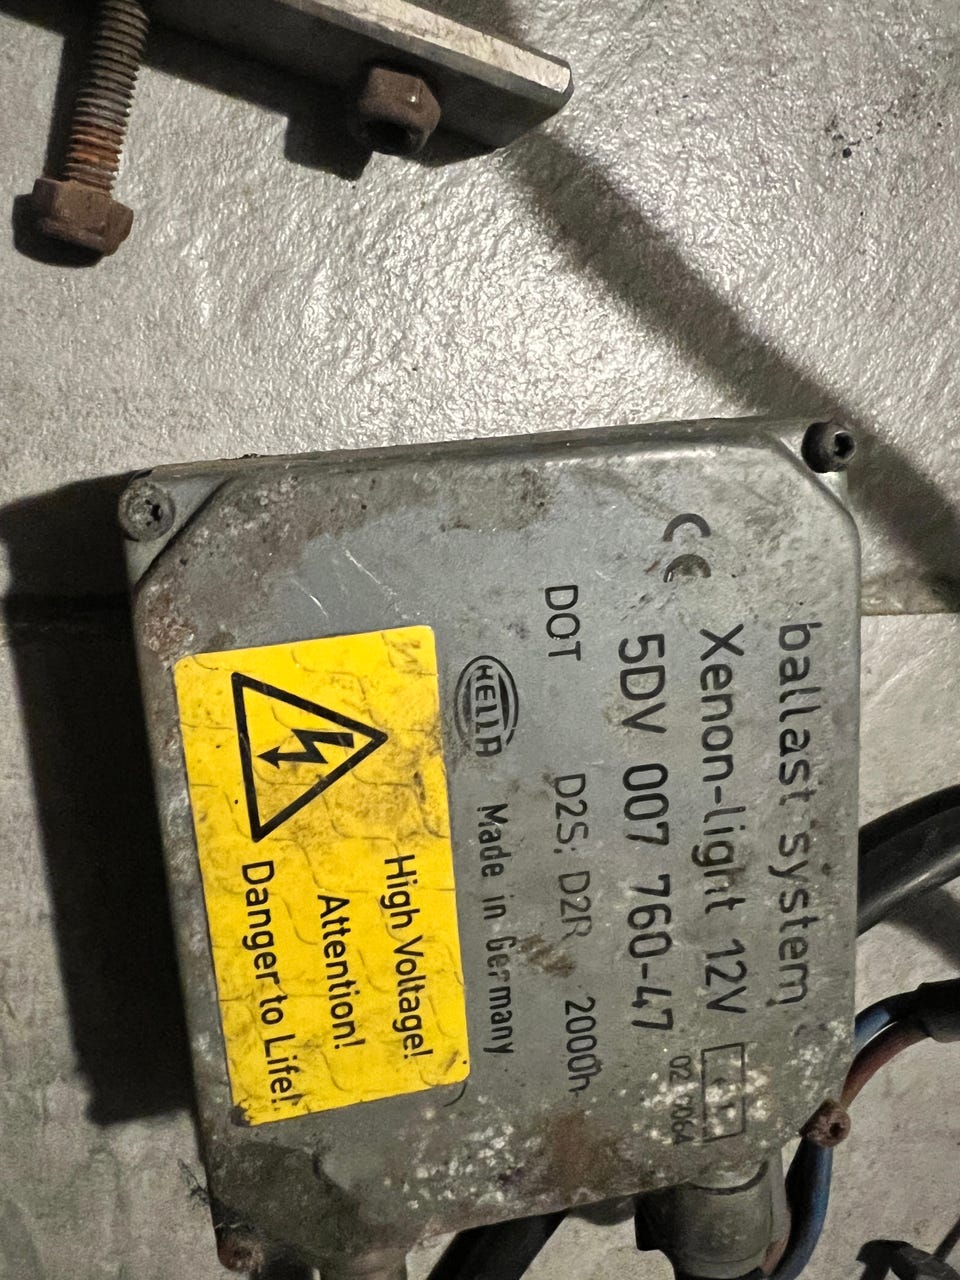 ballast system
Xenon-light 12V
CE 5DV 007 760-47
DOT D2S; D2R 2000h
HELLA Made in Germany
High Voltage!
Attention!
Danger to Life!